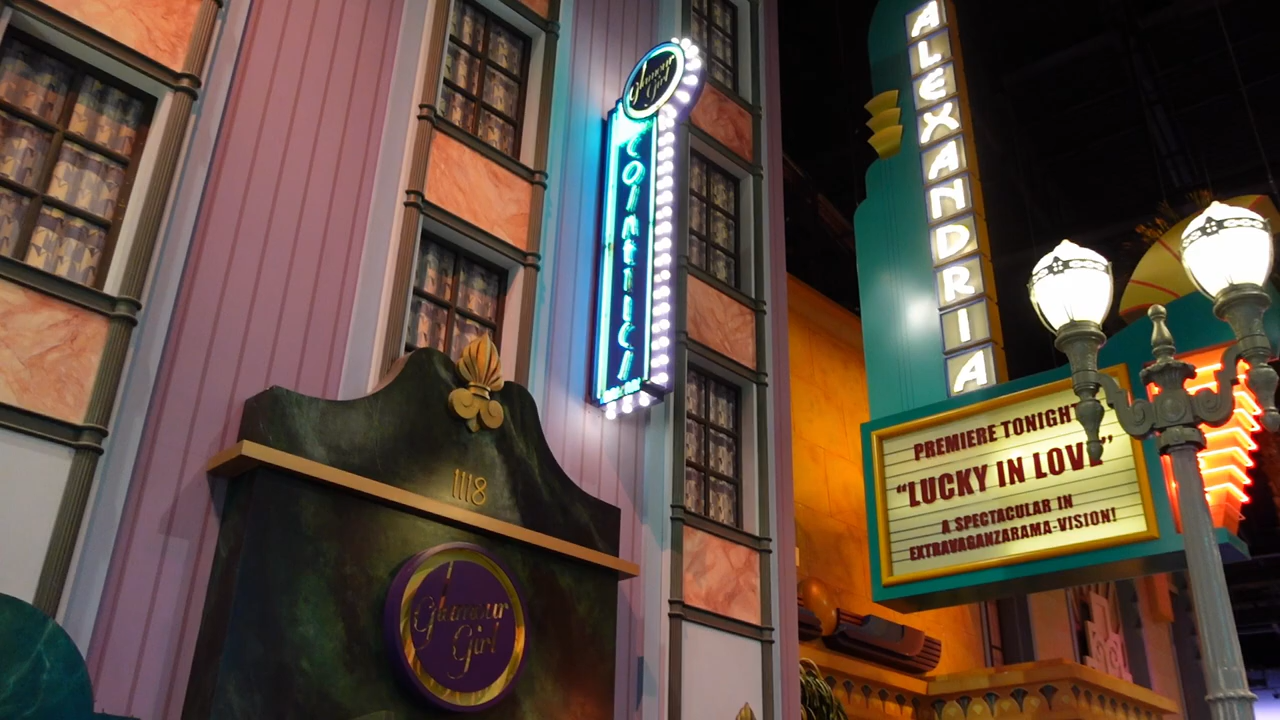 Glamour
Girl
COSMETICS
1118
Glamour
Girl
ALEXANDRIA
PREMIERE TONIGHT
"LUCKY IN LOVE"
A SPECTACULAR IN
EXTRAVAGANZARAMA-VISION!